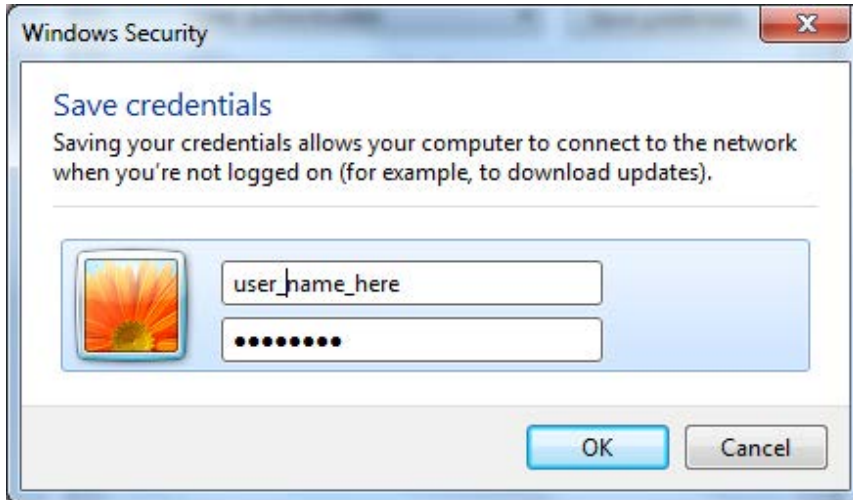 Windows Security
Save credentials
Saving your credentials allows your computer to connect to the network
when you're not logged on (for example, to download updates).
user_name_here
••••••••
OK
Cancel